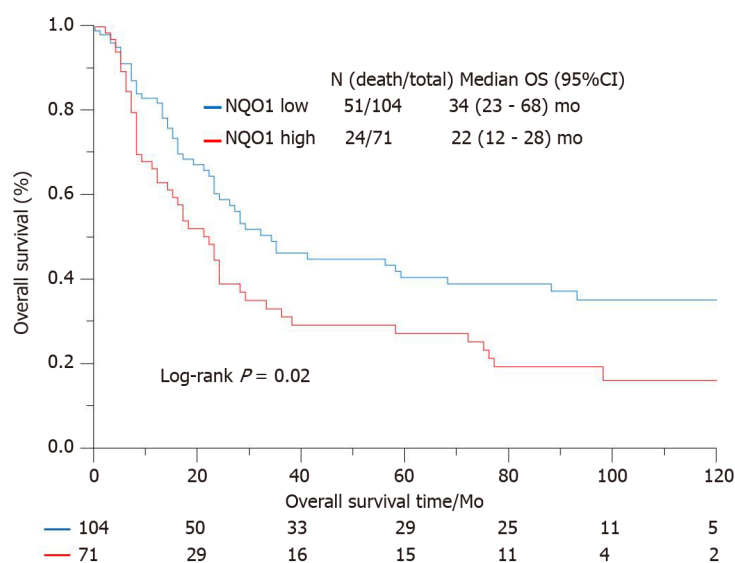 1.0
N (death/total) Median OS (95%CI)
NQO1 low 51/104 34 (23 - 68) mo
0.8
NQO1 high 24/71 22 (12 - 28) mo
0.6
Overall survival (%)
0.4
0.2
Log-rank P = 0.02
0.0
0 20 40 60 80 100 120
Overall survival time/Mo
104 50 33 29 25 11 5
71 29 16 15 11 4 2